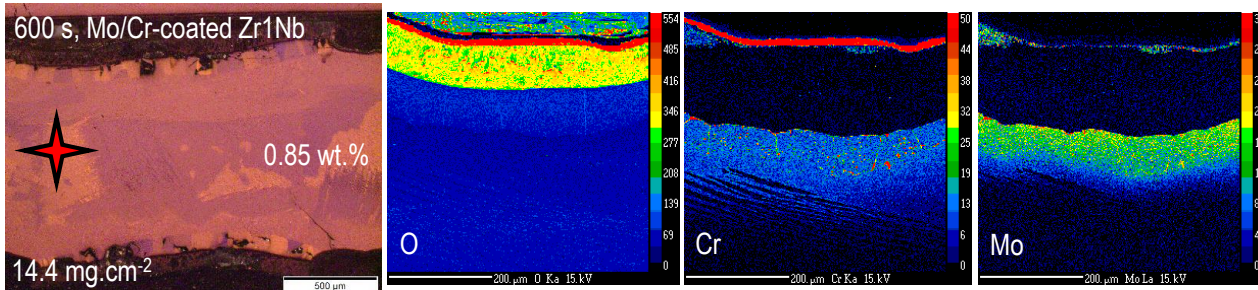 600 s, Mo/Cr-coated Zr1Nb
0.85 wt.%
14.4 mg.cm-2
500 µm
O
554
485
416
346
277
208
139
69
0
200. µm O Ka 15.kV
Cr
50
44
38
31
25
19
13
6
0
200. µm Cr Ka 15.kV
Mo
200. µm Mo La 15.kV